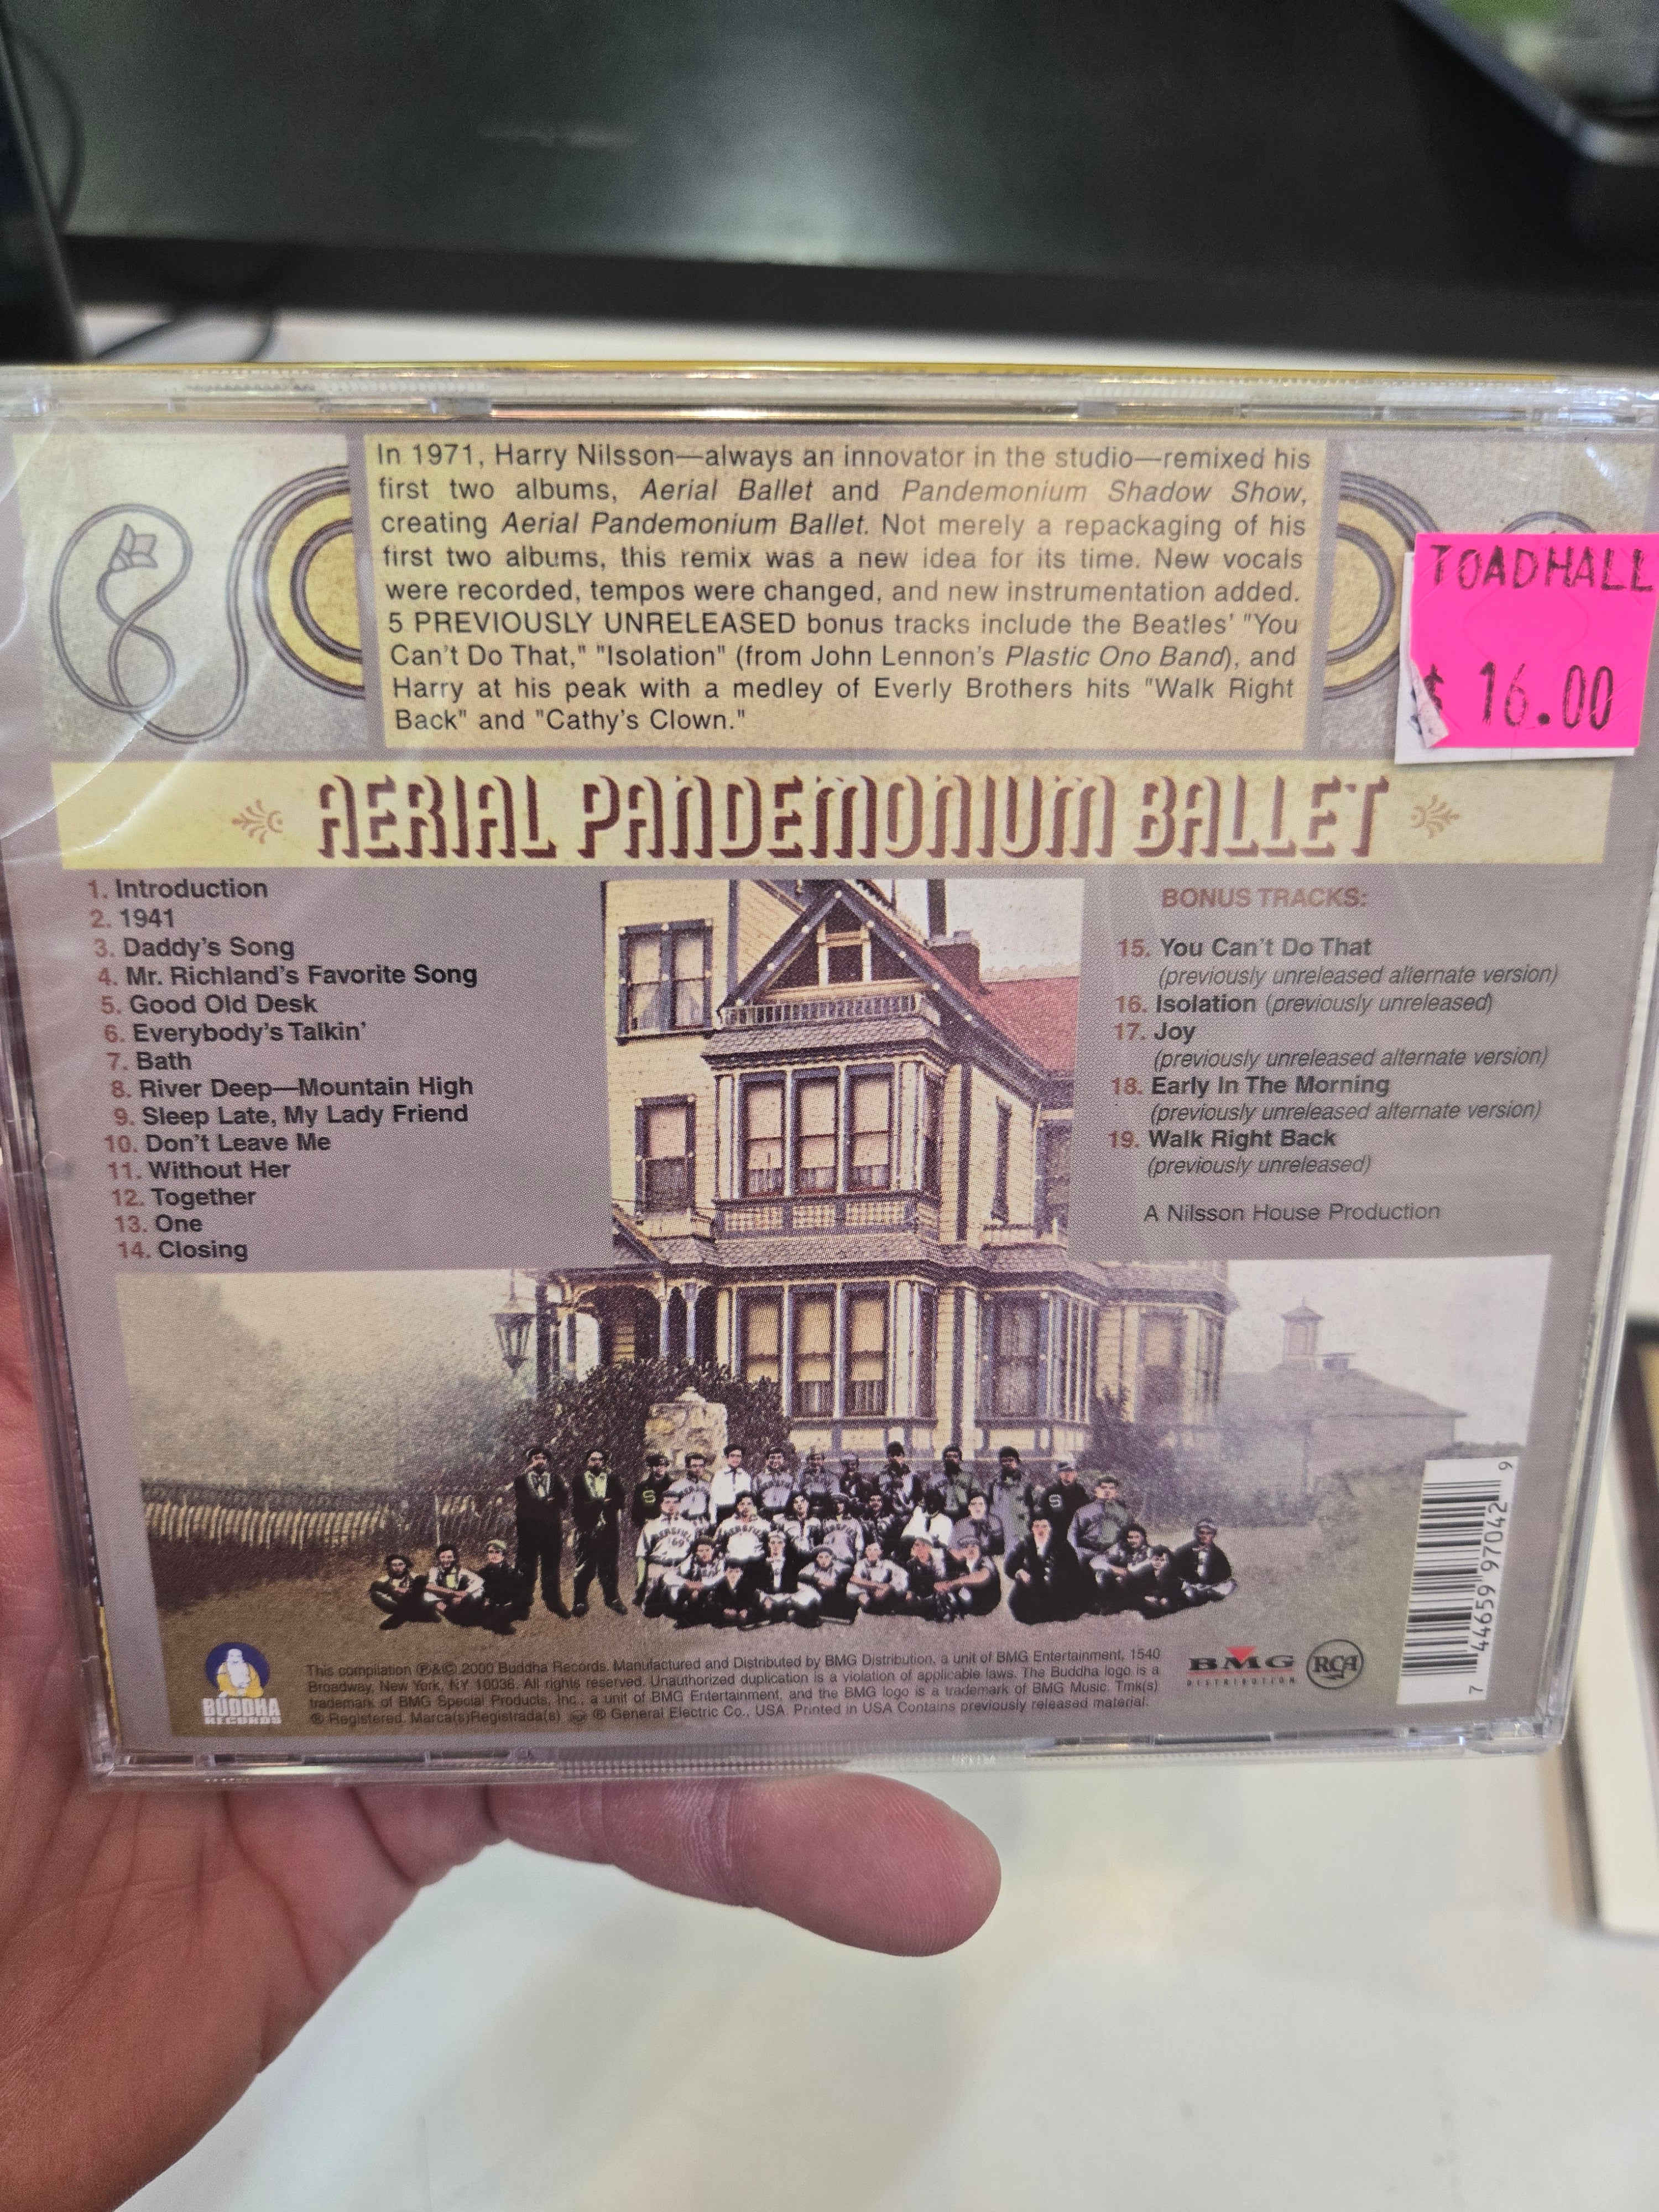 In 1971, Harry Nilsson—always an innovator in the studio—remixed his
first two albums, Aerial Ballet and Pandemonium Shadow Show,
creating Aerial Pandemonium Ballet. Not merely a repackaging of his
first two albums, this remix was a new idea for its time. New vocals
were recorded, tempos were changed, and new instrumentation added.
5 PREVIOUSLY UNRELEASED bonus tracks include the Beatles' "You
Can't Do That," "Isolation" (from John Lennon's Plastic Ono Band), and
Harry at his peak with a medley of Everly Brothers hits "Walk Right
Back" and "Cathy's Clown."
TOADHALL
$ 16.00
AERIAL PANDEMONIUM BALLET
1. Introduction
2. 1941
3. Daddy's Song
4. Mr. Richland's Favorite Song
5. Good Old Desk
6. Everybody's Talkin'
7. Bath
8. River Deep—Mountain High
9. Sleep Late, My Lady Friend
10. Don't Leave Me
11. Without Her
12. Together
13. One
14. Closing
BONUS TRACKS:
15. You Can't Do That
(previously unreleased alternate version)
16. Isolation (previously unreleased)
17. Joy
(previously unreleased alternate version)
18. Early In The Morning
(previously unreleased alternate version)
19. Walk Right Back
(previously unreleased)
A Nilsson House Production
BUDDHA
RECORDS
This compilation ℗&© 2000 Buddha Records. Manufactured and Distributed by BMG Distribution, a unit of BMG Entertainment, 1540
Broadway, New York, NY 10036. All rights reserved. Unauthorized duplication is a violation of applicable laws. The Buddha logo is a
trademark of BMG Special Products, Inc., a unit of BMG Entertainment, and the BMG logo is a trademark of BMG Music. Tmk(s)
® Registered. Marca(s)Registrada(s) RCA ® General Electric Co., USA. Printed in USA Contains previously released material.
BMG
DISTRIBUTION
RCA
7 44659 97042 9